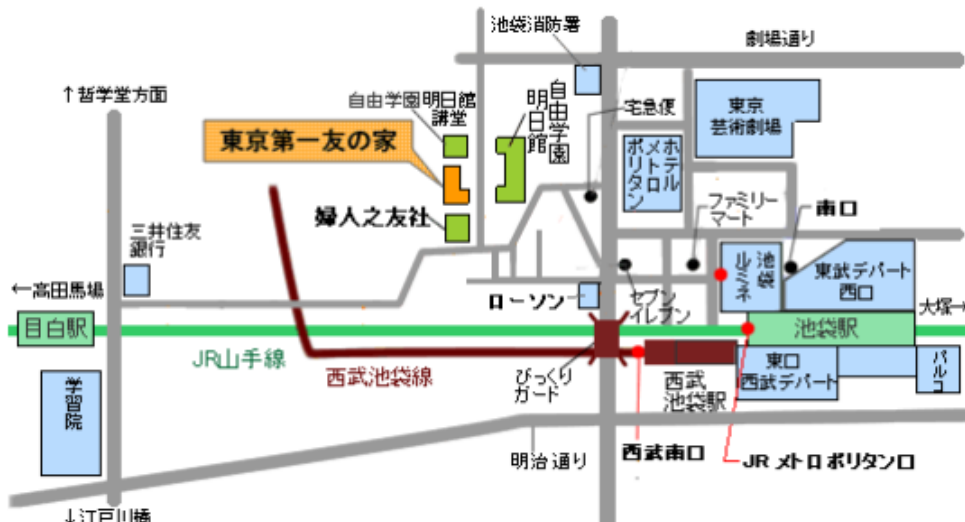 池袋消防署
劇場通り
↑哲学堂方面
自由学園明日館
講堂
自由学園
明日館
宅急便
東京
芸術劇場
東京第一友の家
ホテル
メトロ
ポリタン
ファミリー
マート
南口
婦人之友社
三井住友
銀行
池袋
ルミネ
東武デパート
西口
←高田馬場
ローソン
セブン
イレブン
大塚→
目白駅
池袋駅
JR山手線
西武池袋線
びっくり
ガード
西武
池袋駅
東口
西武デパート
パルコ
学習院
明治通り
西武南口
JR メトロポリタン口
↓江戸川橋